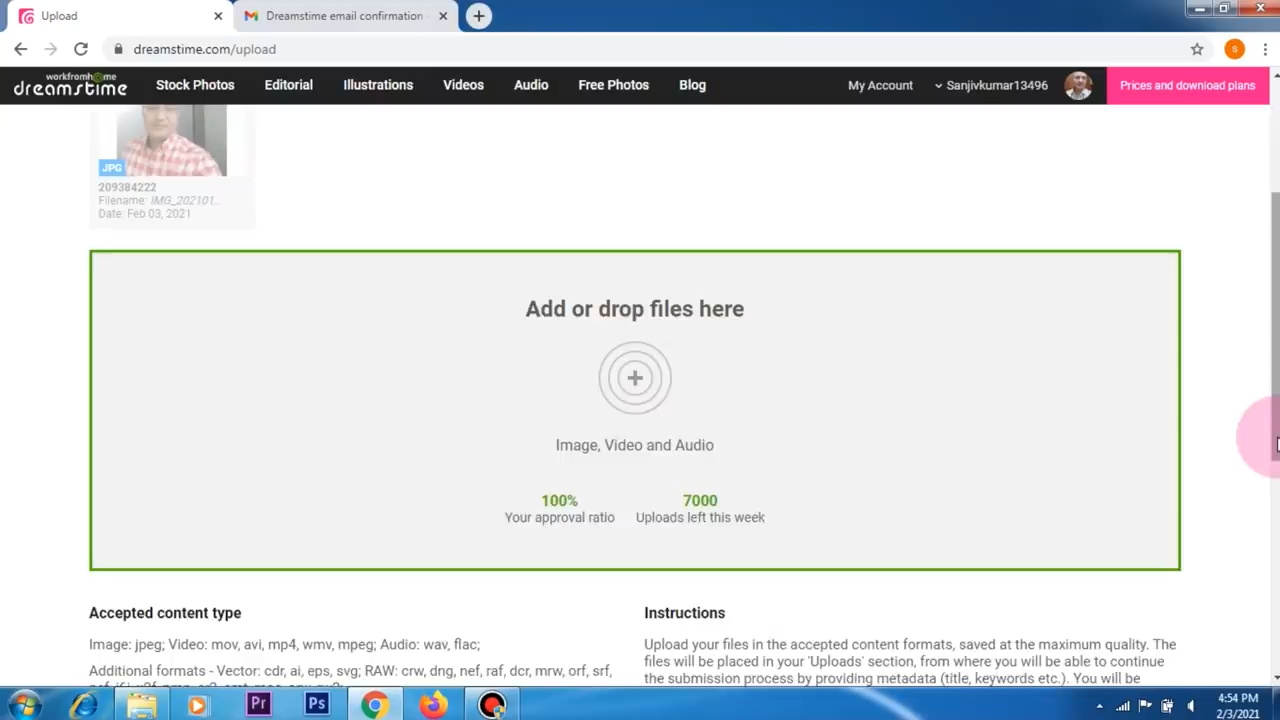 Upload
Dreamstime email confirmation
dreamstime.com/upload
S
workfromhome
dreamstime
Stock Photos
Editorial
Illustrations
Videos
Audio
Free Photos
Blog
My Account
Sanjivkumar13496
Prices and download plans
JPG
209384222
Filename: IMG_202101...
Date: Feb 03, 2021
Add or drop files here
Image, Video and Audio
100%
Your approval ratio
7000
Uploads left this week
Accepted content type
Image: jpeg; Video: mov, avi, mp4, wmv, mpeg; Audio: wav, flac;
Additional formats - Vector: cdr, ai, eps, svg; RAW: crw, dng, nef, raf, dcr, mrw, orf, srf,
Instructions
Upload your files in the accepted content formats, saved at the maximum quality. The
files will be placed in your 'Uploads' section, from where you will be able to continue
the submission process by providing metadata (title, keywords etc.). You will be
Pr
Ps
4:54 PM
2/3/2021